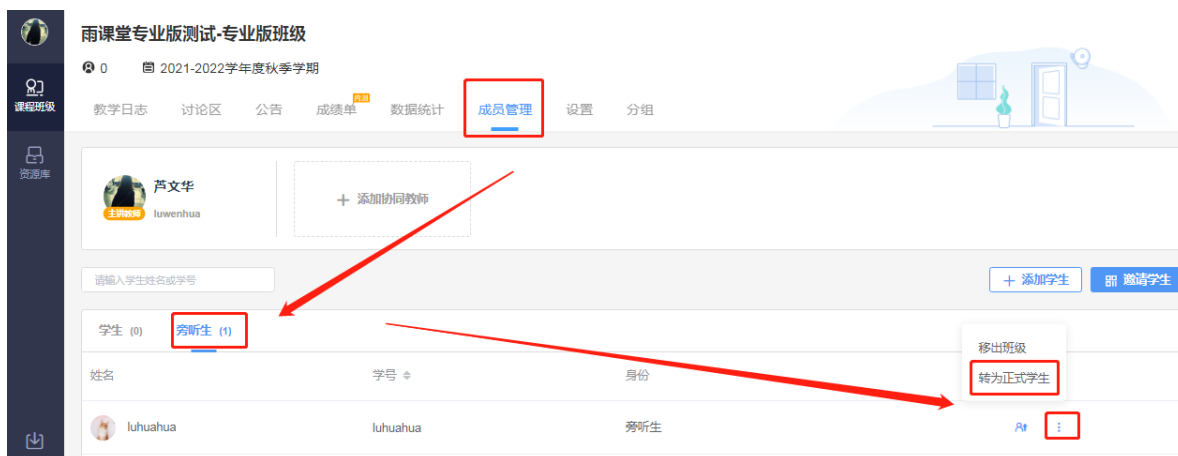 雨课堂专业版测试-专业版班级
0 2021-2022学年度秋季学期
课程班级
教学日志 讨论区 公告 成绩单 内测 数据统计 成员管理 设置 分组
资源库
芦文华
主讲教师 luwenhua
+ 添加协同教师
请输入学生姓名或学号
+ 添加学生 邀请学生
学生 (0) 旁听生 (1)
移出班级
转为正式学生
姓名 学号 身份
luhuahua luhuahua 旁听生